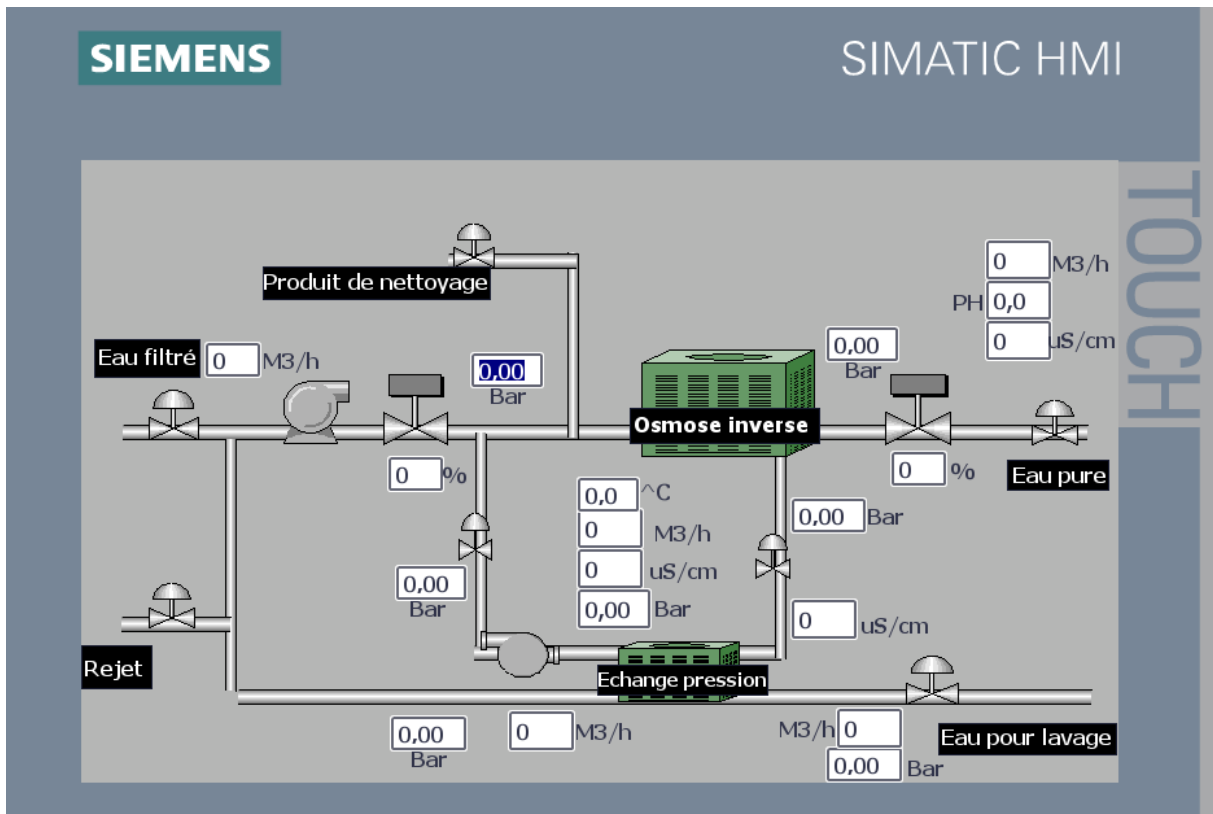 SIEMENS
SIMATIC HMI
TOUCH
Produit de nettoyage
0 M3/h
PH 0,0
0 uS/cm
Eau filtré 0 M3/h
0,00
Bar
0,00
Bar
Osmose inverse
0 %
0 %
Eau pure
0,0 ^C
0 M3/h
0 uS/cm
0,00 Bar
0,00 Bar
0,00
Bar
0 uS/cm
Rejet
Echange pression
0,00
Bar
0 M3/h
M3/h 0
0,00 Bar
Eau pour lavage